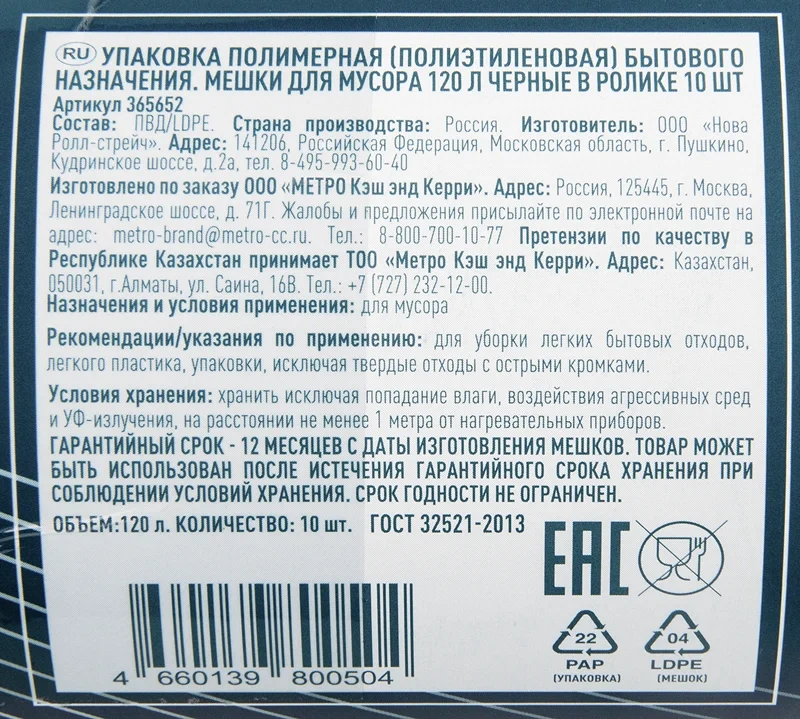 RU УПАКОВКА ПОЛИМЕРНАЯ (ПОЛИЭТИЛЕНОВАЯ) БЫТОВОГО
НАЗНАЧЕНИЯ. МЕШКИ ДЛЯ МУСОРА 120 Л ЧЕРНЫЕ В РОЛИКЕ 10 ШТ
Артикул 365652
Состав: ПВД/LDPE. Страна производства: Россия. Изготовитель: ООО «Нова
Ролл-стрейч». Адрес: 141206, Российская Федерация, Московская область, г. Пушкино,
Кудринское шоссе, д.2а, тел. 8-495-993-60-40
Изготовлено по заказу ООО «МЕТРО Кэш энд Керри». Адрес: Россия, 125445, г. Москва,
Ленинградское шоссе, д. 71Г. Жалобы и предложения присылайте по электронной почте на
адрес: metro-brand@metro-cc.ru. Тел.: 8-800-700-10-77 Претензии по качеству в
Республике Казахстан принимает ТОО «Метро Кэш энд Керри». Адрес: Казахстан,
050031, г.Алматы, ул. Саина, 16В. Тел.: +7 (727) 232-12-00.
Назначения и условия применения: для мусора
Рекомендации/указания по применению: для уборки легких бытовых отходов,
легкого пластика, упаковки, исключая твердые отходы с острыми кромками.
Условия хранения: хранить исключая попадание влаги, воздействия агрессивных сред
и УФ-излучения, на расстоянии не менее 1 метра от нагревательных приборов.
ГАРАНТИЙНЫЙ СРОК - 12 МЕСЯЦЕВ С ДАТЫ ИЗГОТОВЛЕНИЯ МЕШКОВ. ТОВАР МОЖЕТ
БЫТЬ ИСПОЛЬЗОВАН ПОСЛЕ ИСТЕЧЕНИЯ ГАРАНТИЙНОГО СРОКА ХРАНЕНИЯ ПРИ
СОБЛЮДЕНИИ УСЛОВИЙ ХРАНЕНИЯ. СРОК ГОДНОСТИ НЕ ОГРАНИЧЕН.
ОБЪЕМ:120 л. КОЛИЧЕСТВО: 10 шт. ГОСТ 32521-2013
EAC
22
PAP
(УПАКОВКА)
04
LDPE
(МЕШОК)
4 660139 800504